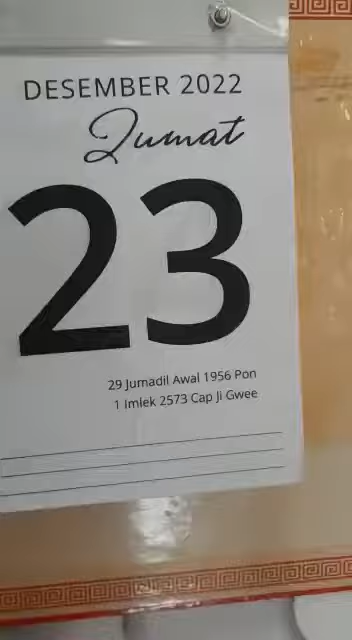 DESEMBER 2022
Jumat
23
29 Jumadil Awal 1956 Pon
1 Imlek 2573 Cap Ji Gwee